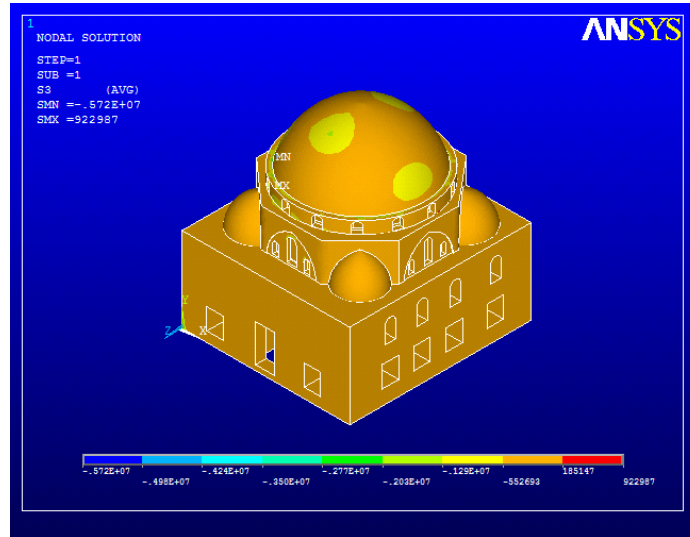 1
NODAL SOLUTION
ANSYS
STEP=1
SUB =1
S3 (AVG)
SMN =-.572E+07
SMX =922987
MN
MX
Y
Z X
-.572E+07 -.424E+07 -.277E+07 -.129E+07 185147
-.498E+07 -.350E+07 -.203E+07 -552693 922987